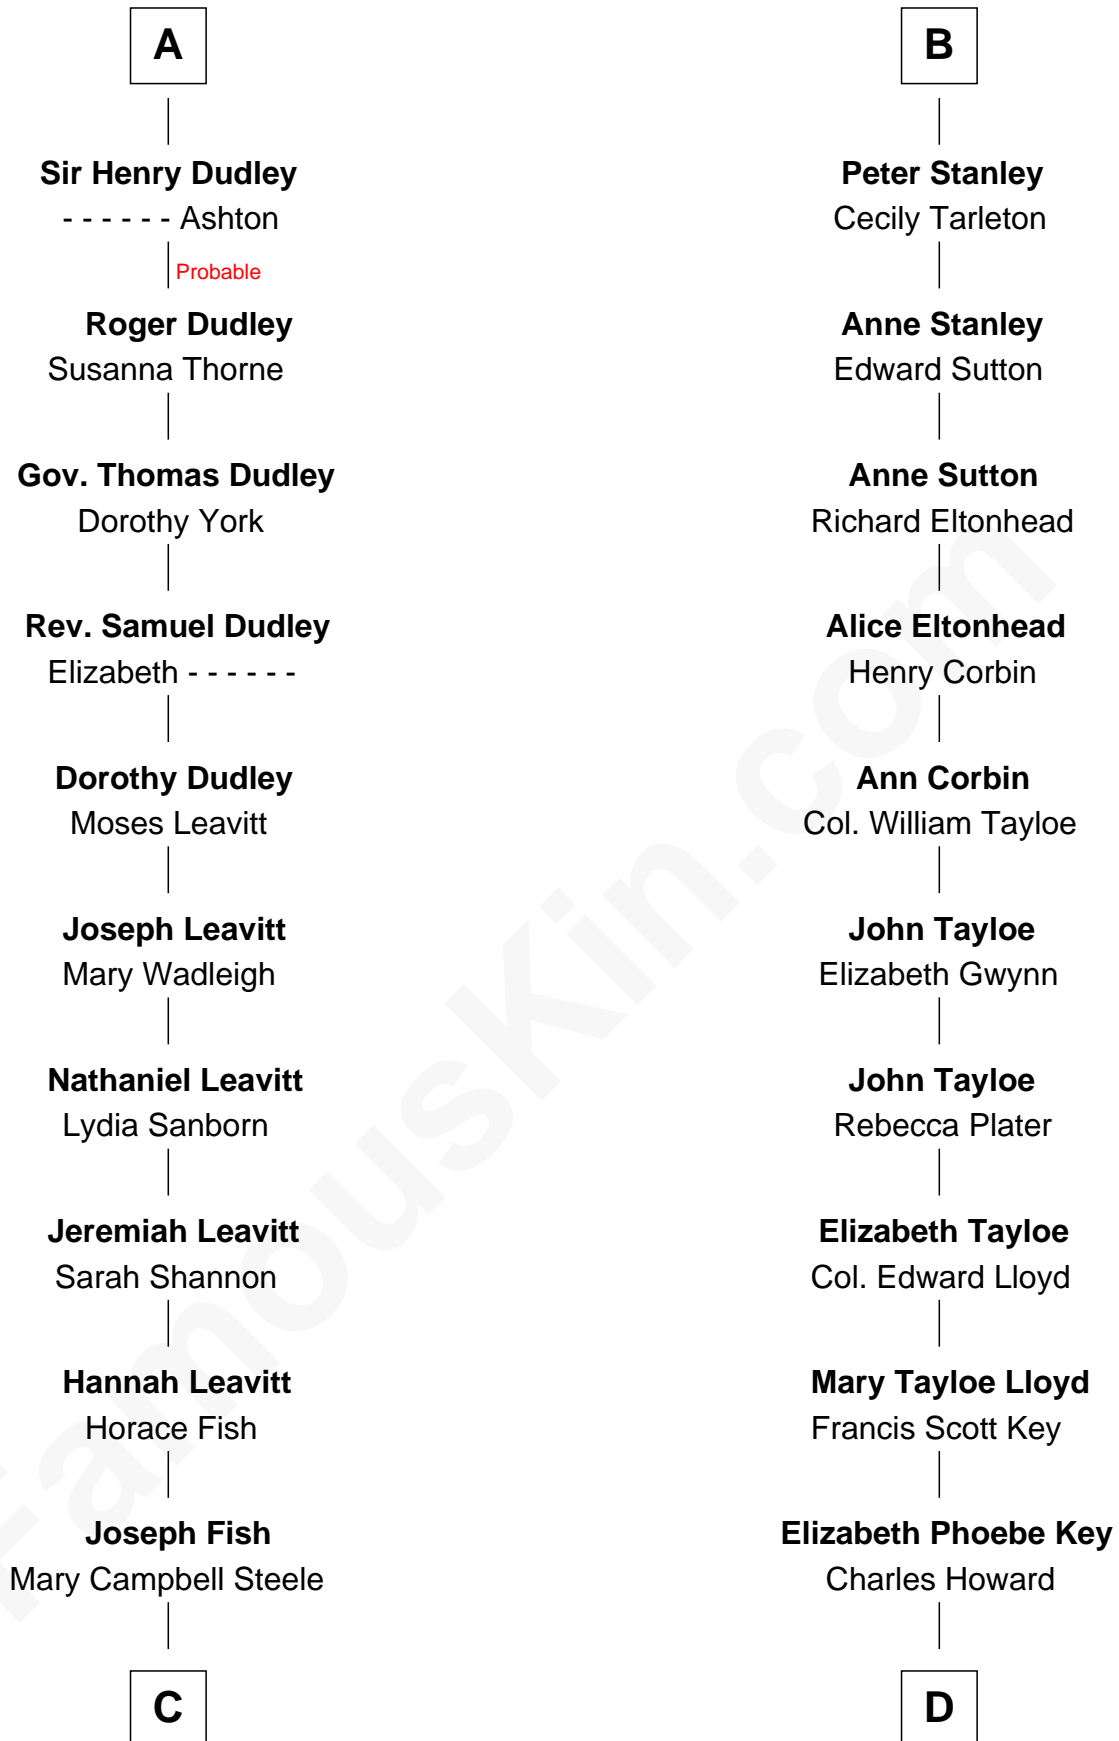 A
Sir Henry Dudley
- - - - - - Ashton
Probable
Roger Dudley
Susanna Thorne
Gov. Thomas Dudley
Dorothy York
Rev. Samuel Dudley
Elizabeth - - - - - -
Dorothy Dudley
Moses Leavitt
Joseph Leavitt
Mary Wadleigh
Nathaniel Leavitt
Lydia Sanborn
Jeremiah Leavitt
Sarah Shannon
Hannah Leavitt
Horace Fish
Joseph Fish
Mary Campbell Steele
C
B
Peter Stanley
Cecily Tarleton
Anne Stanley
Edward Sutton
Anne Sutton
Richard Eltonhead
Alice Eltonhead
Henry Corbin
Ann Corbin
Col. William Tayloe
John Tayloe
Elizabeth Gwynn
John Tayloe
Rebecca Plater
Elizabeth Tayloe
Col. Edward Lloyd
Mary Tayloe Lloyd
Francis Scott Key
Elizabeth Phoebe Key
Charles Howard
D
FamousKin.com